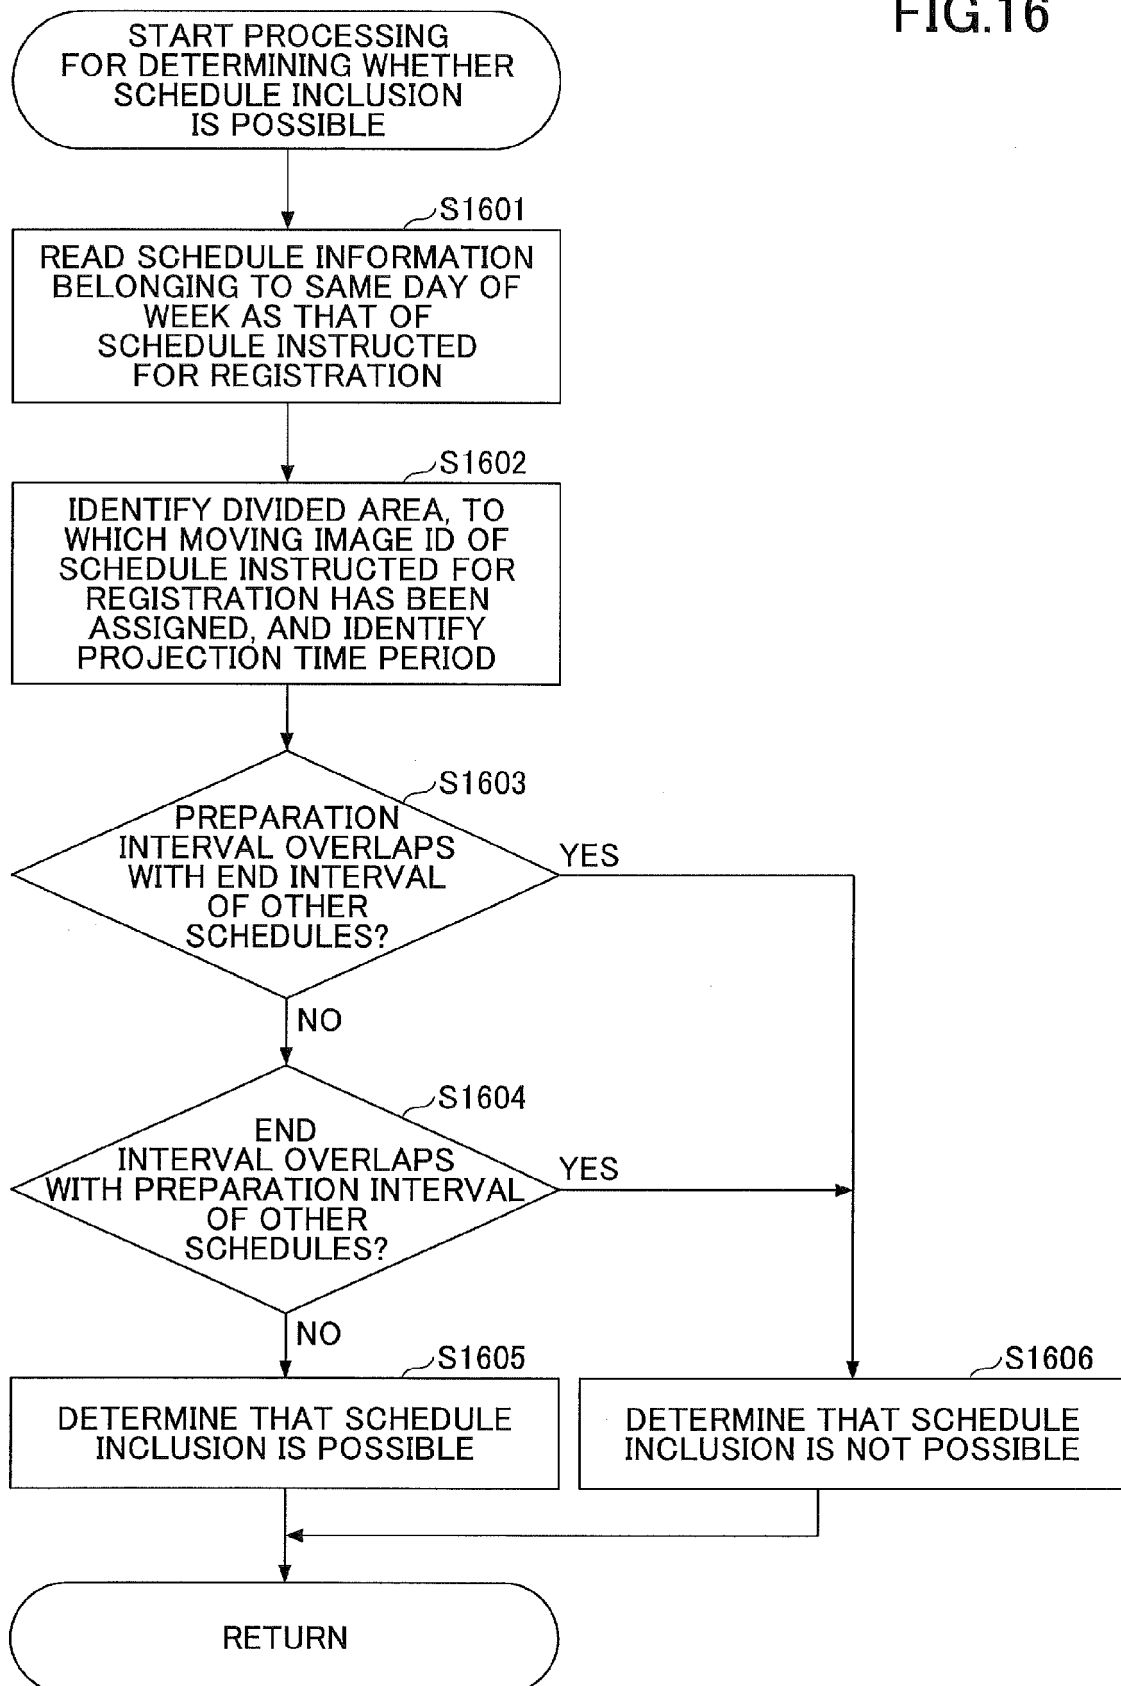 FIG.16
START PROCESSING
FOR DETERMINING WHETHER
SCHEDULE INCLUSION
IS POSSIBLE
S1601
READ SCHEDULE INFORMATION
BELONGING TO SAME DAY OF
WEEK AS THAT OF
SCHEDULE INSTRUCTED
FOR REGISTRATION
S1602
IDENTIFY DIVIDED AREA, TO
WHICH MOVING IMAGE ID OF
SCHEDULE INSTRUCTED FOR
REGISTRATION HAS BEEN
ASSIGNED, AND IDENTIFY
PROJECTION TIME PERIOD
S1603
PREPARATION
INTERVAL OVERLAPS
WITH END INTERVAL
OF OTHER
SCHEDULES?
YES
NO
S1604
END
INTERVAL OVERLAPS
WITH PREPARATION INTERVAL
OF OTHER
SCHEDULES?
YES
NO
S1605
DETERMINE THAT SCHEDULE
INCLUSION IS POSSIBLE
S1606
DETERMINE THAT SCHEDULE
INCLUSION IS NOT POSSIBLE
RETURN